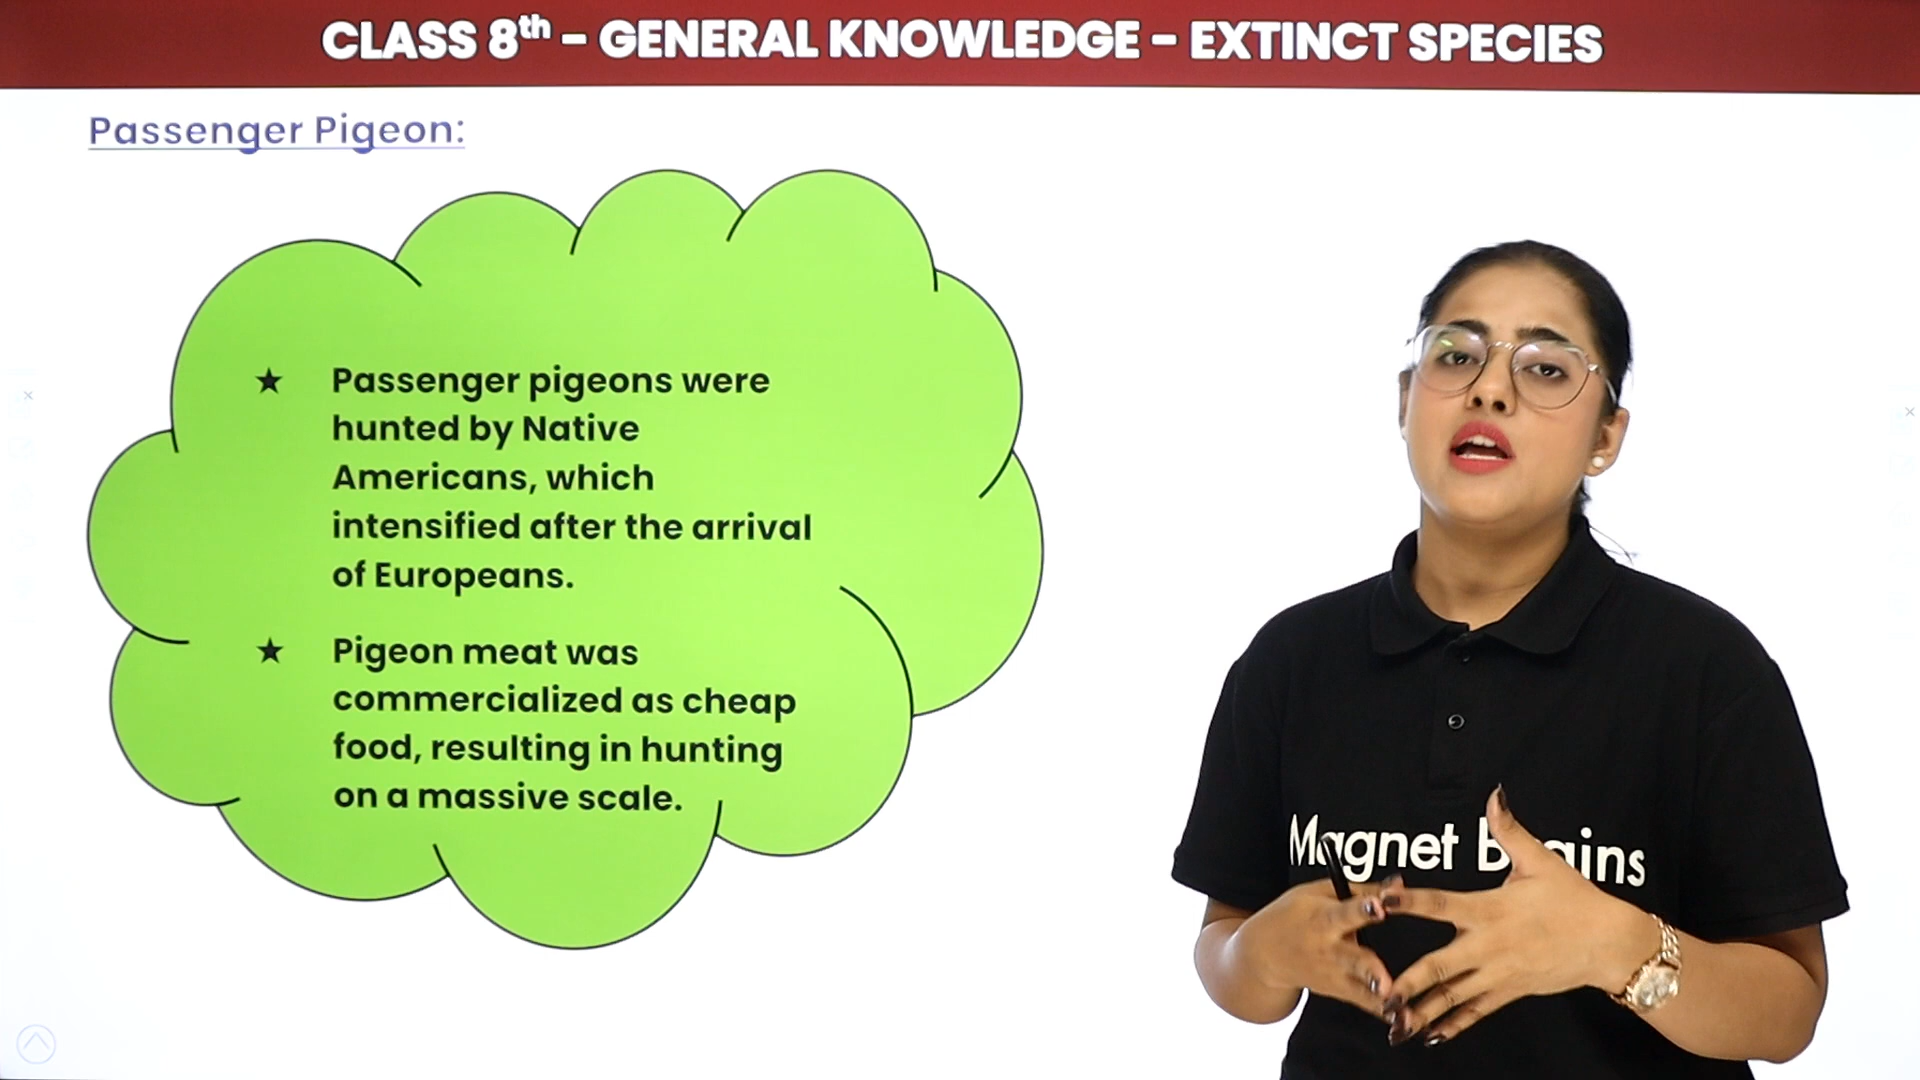 CLASS 8th - GENERAL KNOWLEDGE - EXTINCT SPECIES
Passenger Pigeon:
★ Passenger pigeons were
hunted by Native
Americans, which
intensified after the arrival
of Europeans.
★ Pigeon meat was
commercialized as cheap
food, resulting in hunting
on a massive scale.
Magnet